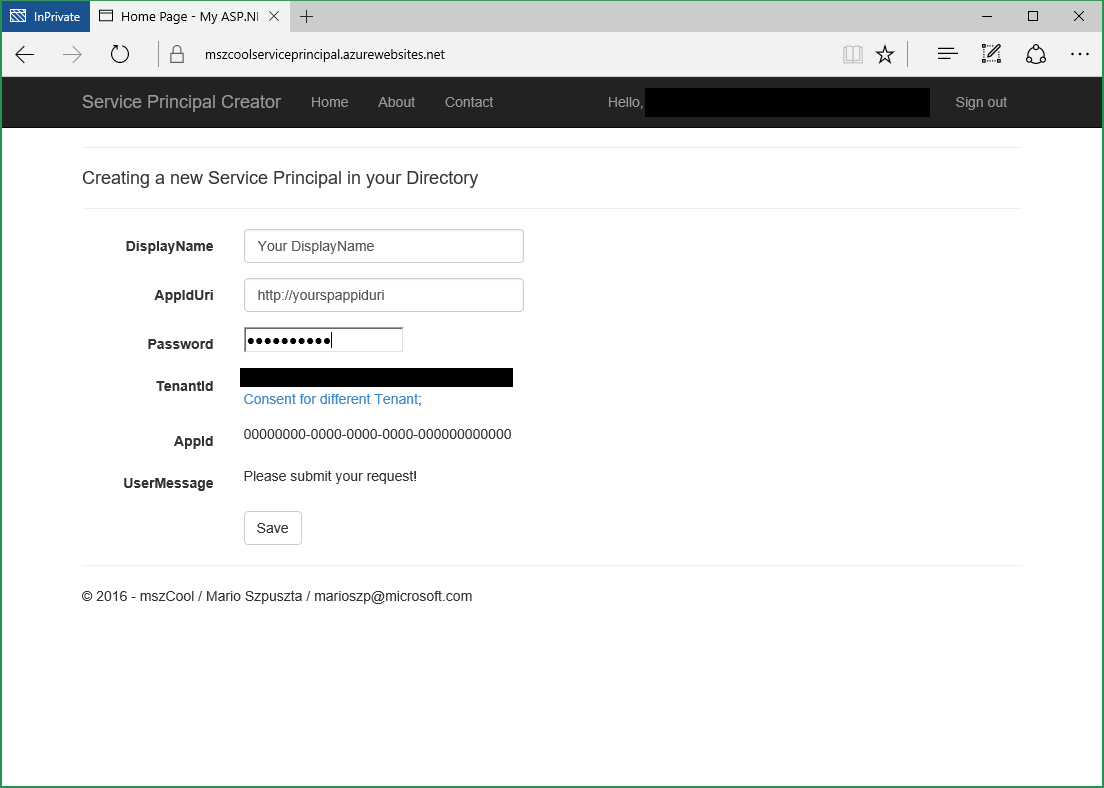 InPrivate Home Page - My ASP.NI
mszcoolserviceprincipal.azurewebsites.net
Service Principal Creator Home About Contact Hello, Sign out
Creating a new Service Principal in your Directory
DisplayName Your DisplayName
AppIdUri http://yourspappiduri
Password ••••••••••
TenantId
Consent for different Tenant;
AppId 00000000-0000-0000-0000-000000000000
UserMessage Please submit your request!
Save
© 2016 - mszCool / Mario Szpuszta / marioszp@microsoft.com